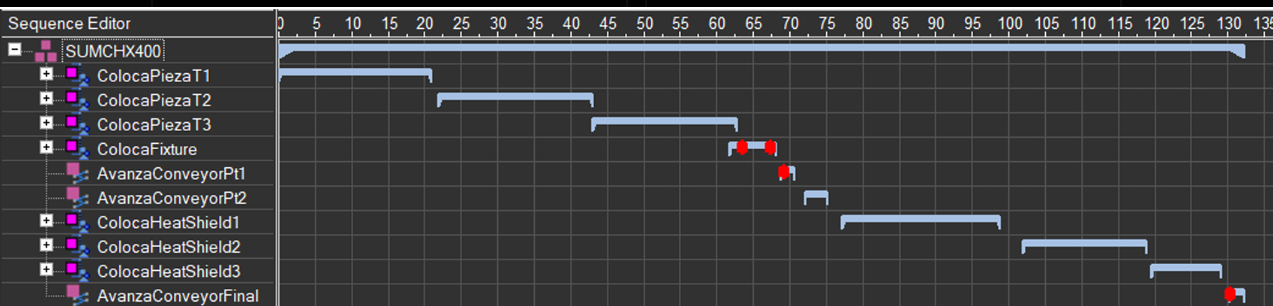 Sequence Editor 0 5 10 15 20 25 30 35 40 45 50 55 60 65 70 75 80 85 90 95 100 105 110 115 120 125 130 135
SUMCHX400
ColocaPiezaT1
ColocaPiezaT2
ColocaPiezaT3
ColocaFixture
AvanzaConveyorPt1
AvanzaConveyorPt2
ColocaHeatShield1
ColocaHeatShield2
ColocaHeatShield3
AvanzaConveyorFinal